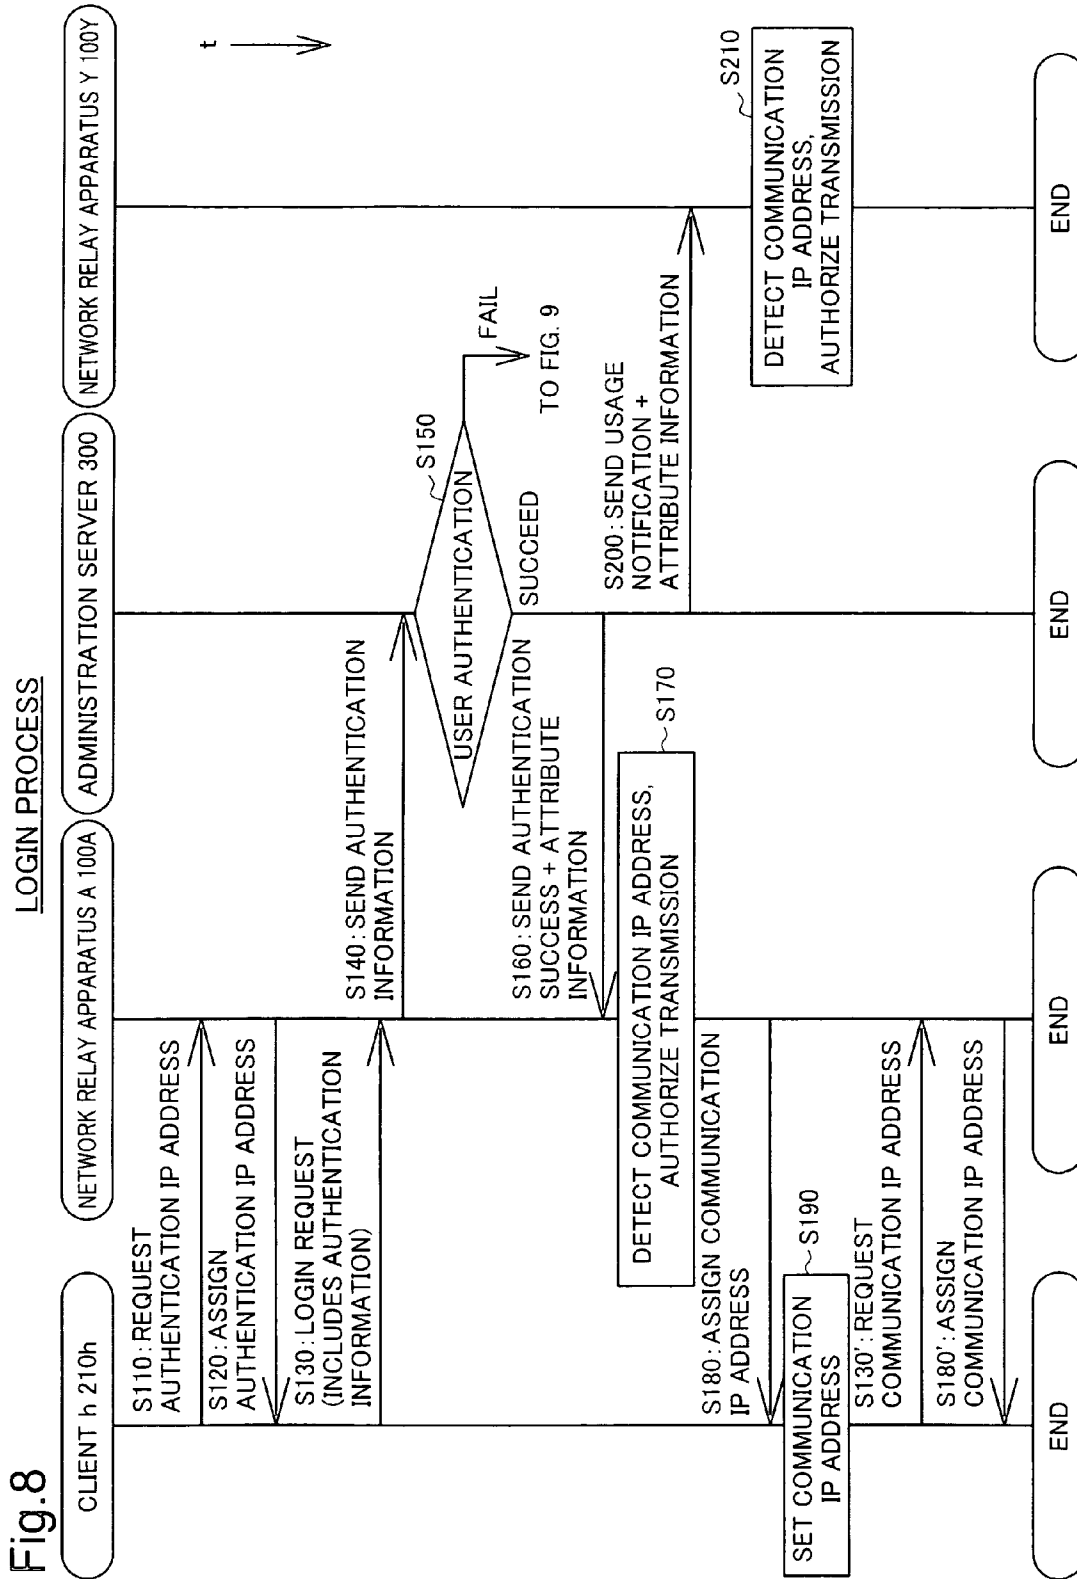 Fig.8
LOGIN PROCESS
CLIENT h 210h
NETWORK RELAY APPARATUS A 100A
ADMINISTRATION SERVER 300
NETWORK RELAY APPARATUS Y 100Y
t
S110:REQUEST
AUTHENTICATION IP ADDRESS
S120:ASSIGN
AUTHENTICATION IP ADDRESS
S130:LOGIN REQUEST
(INCLUDES AUTHENTICATION
INFORMATION)
S140:SEND AUTHENTICATION
INFORMATION
S150
USER AUTHENTICATION
FAIL
TO FIG. 9
SUCCEED
S160:SEND AUTHENTICATION
SUCCESS + ATTRIBUTE
INFORMATION
S170
DETECT COMMUNICATION IP ADDRESS,
AUTHORIZE TRANSMISSION
S200:SEND USAGE
NOTIFICATION +
ATTRIBUTE INFORMATION
S210
DETECT COMMUNICATION
IP ADDRESS,
AUTHORIZE TRANSMISSION
S180:ASSIGN COMMUNICATION
IP ADDRESS
S190
SET COMMUNICATION
IP ADDRESS
S130':REQUEST
COMMUNICATION IP ADDRESS
S180':ASSIGN
COMMUNICATION IP ADDRESS
END
END
END
END